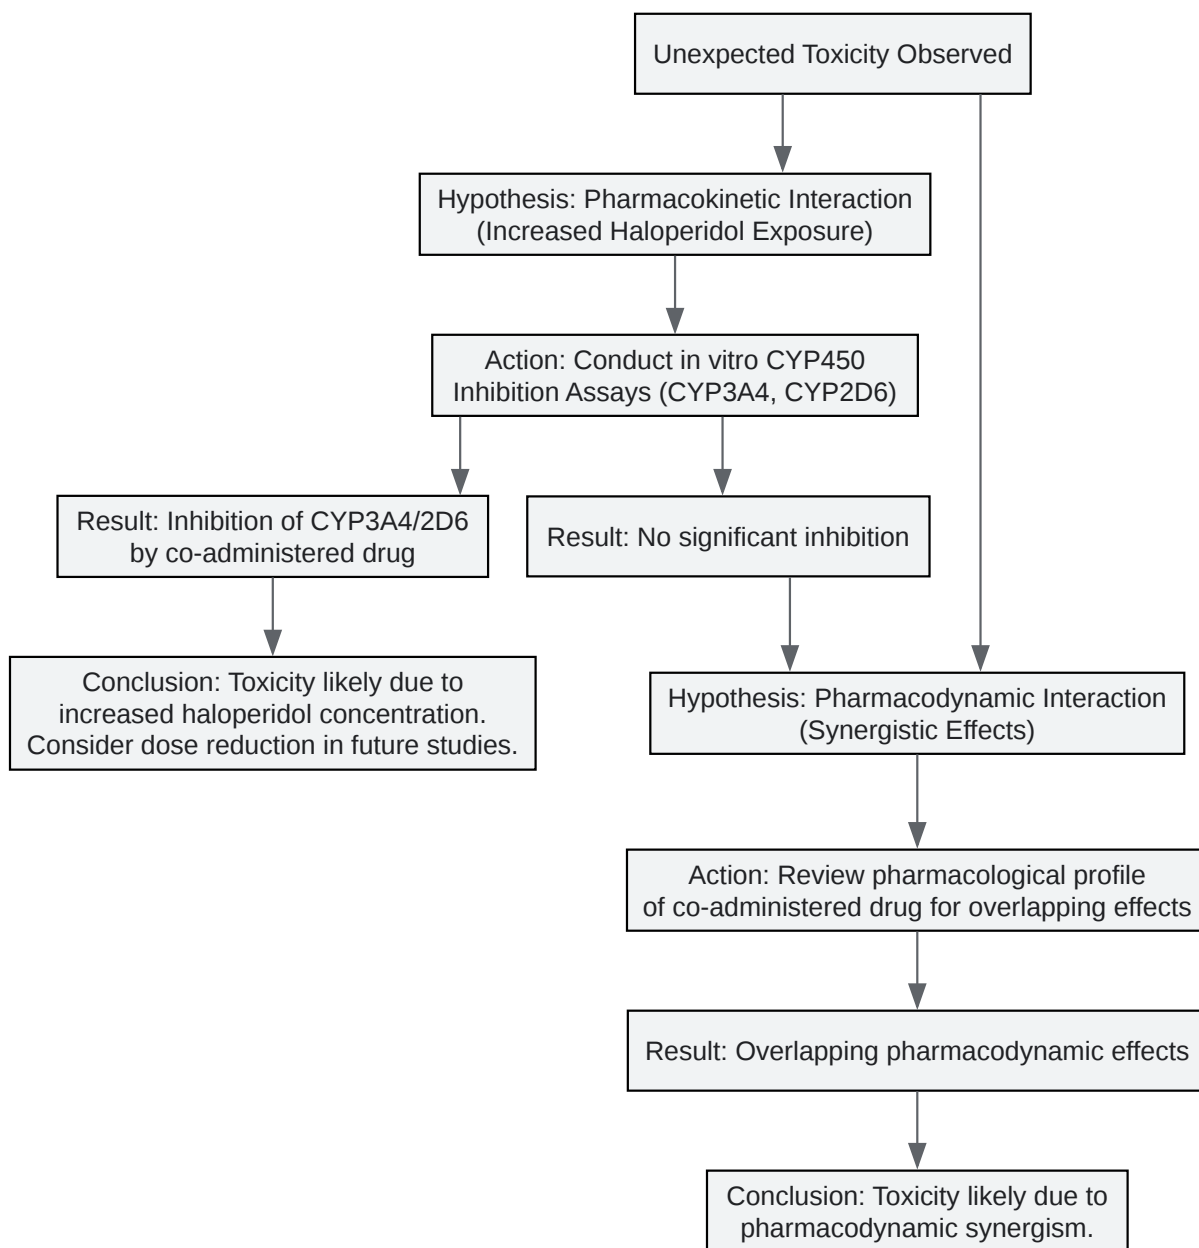 Unexpected Toxicity Observed
Hypothesis: Pharmacokinetic Interaction
(Increased Haloperidol Exposure)
Action: Conduct in vitro CYP450
Inhibition Assays (CYP3A4, CYP2D6)
Result: Inhibition of CYP3A4/2D6
by co-administered drug
Result: No significant inhibition
Conclusion: Toxicity likely due to
increased haloperidol concentration.
Consider dose reduction in future studies.
Hypothesis: Pharmacodynamic Interaction
(Synergistic Effects)
Action: Review pharmacological profile
of co-administered drug for overlapping effects
Result: Overlapping pharmacodynamic effects
Conclusion: Toxicity likely due to
pharmacodynamic synergism.